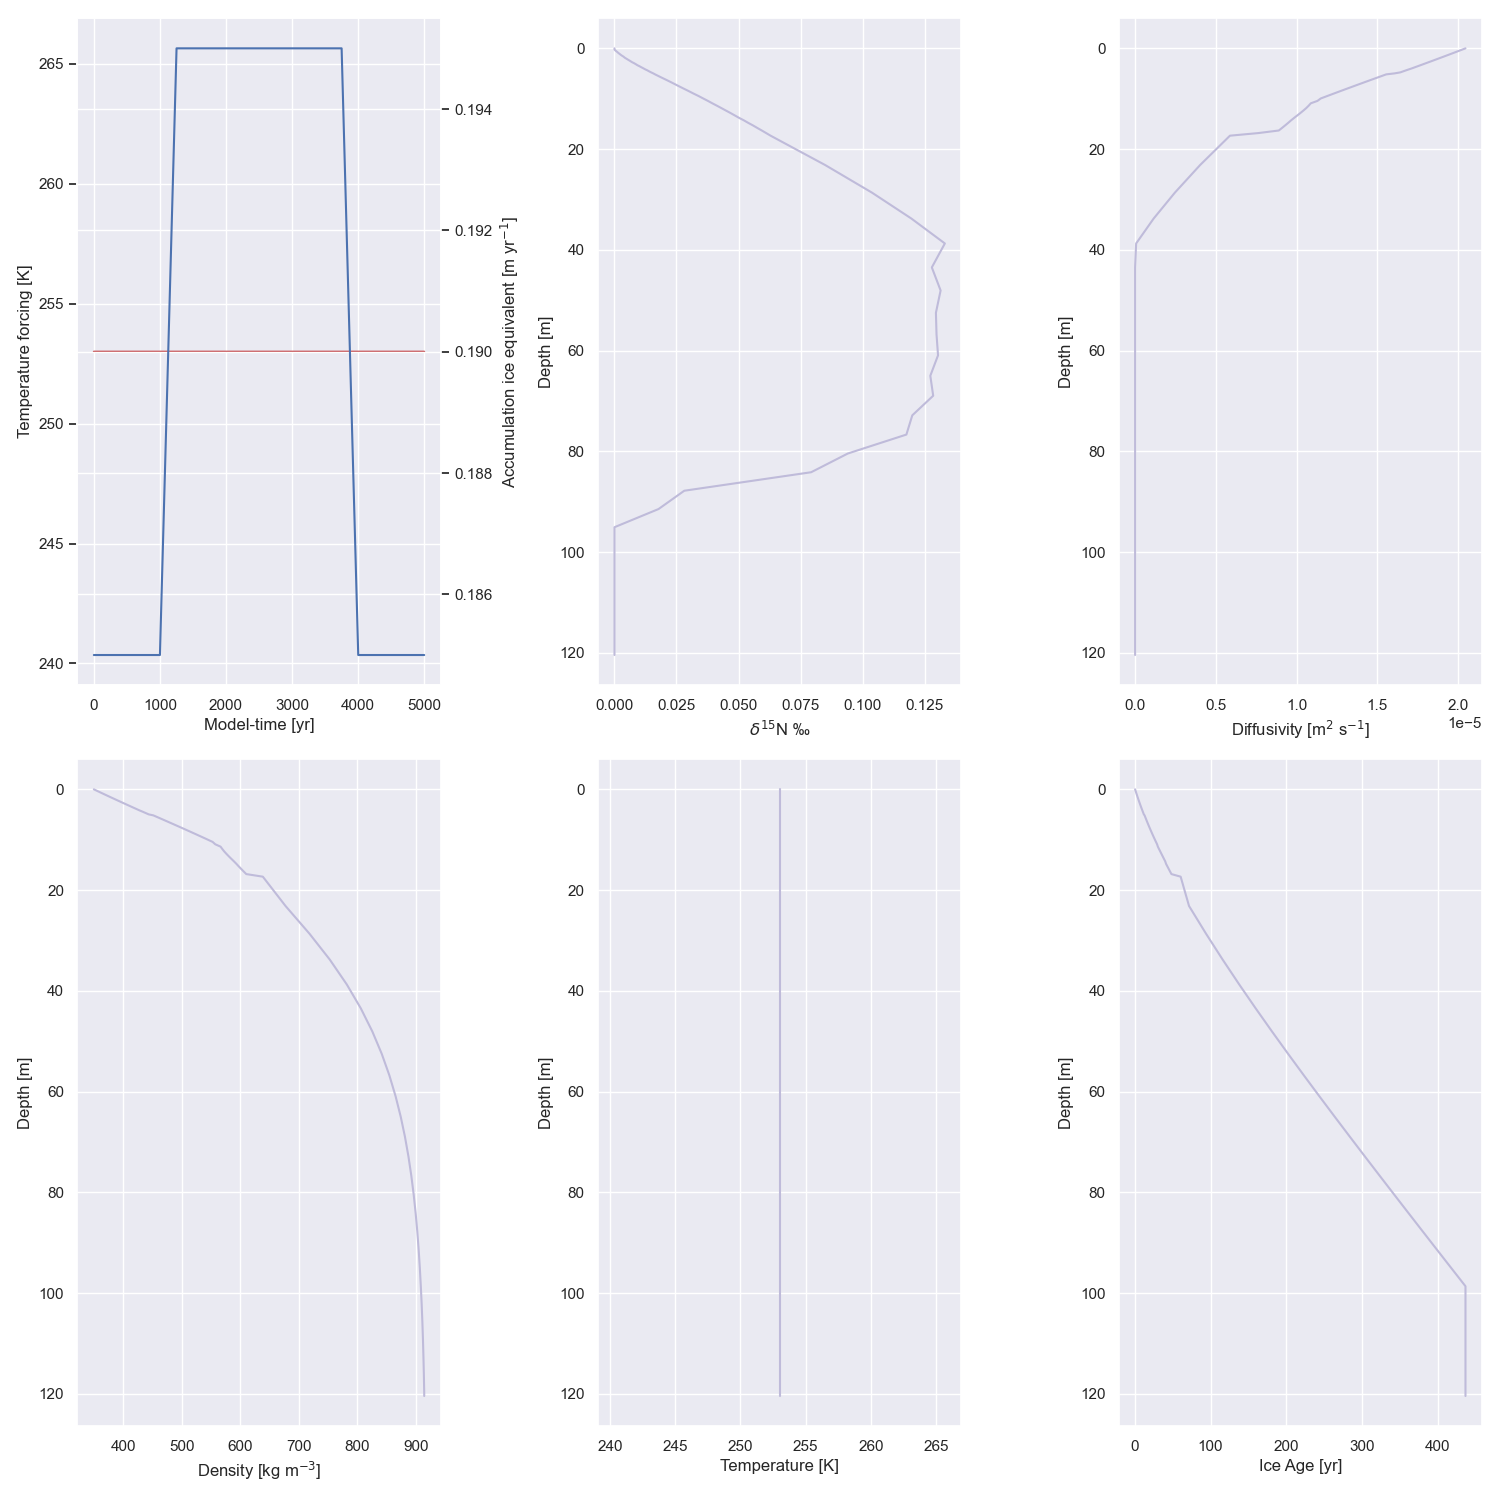 265
260
255
250
245
240
Temperature forcing [K]
0.194
0.192
0.190
0.188
0.186
Accumulation ice equivalent [m yr⁻¹]
0 1000 2000 3000 4000 5000
Model-time [yr]
0
20
40
60
80
100
120
Depth [m]
0.000 0.025 0.050 0.075 0.100 0.125
δ¹⁵N ‰
0
20
40
60
80
100
120
Depth [m]
0.0 0.5 1.0 1.5 2.0
1e−5
Diffusivity [m² s⁻¹]
0
20
40
60
80
100
120
Depth [m]
400 500 600 700 800 900
Density [kg m⁻³]
0
20
40
60
80
100
120
Depth [m]
240 245 250 255 260 265
Temperature [K]
0
20
40
60
80
100
120
Depth [m]
0 100 200 300 400
Ice Age [yr]